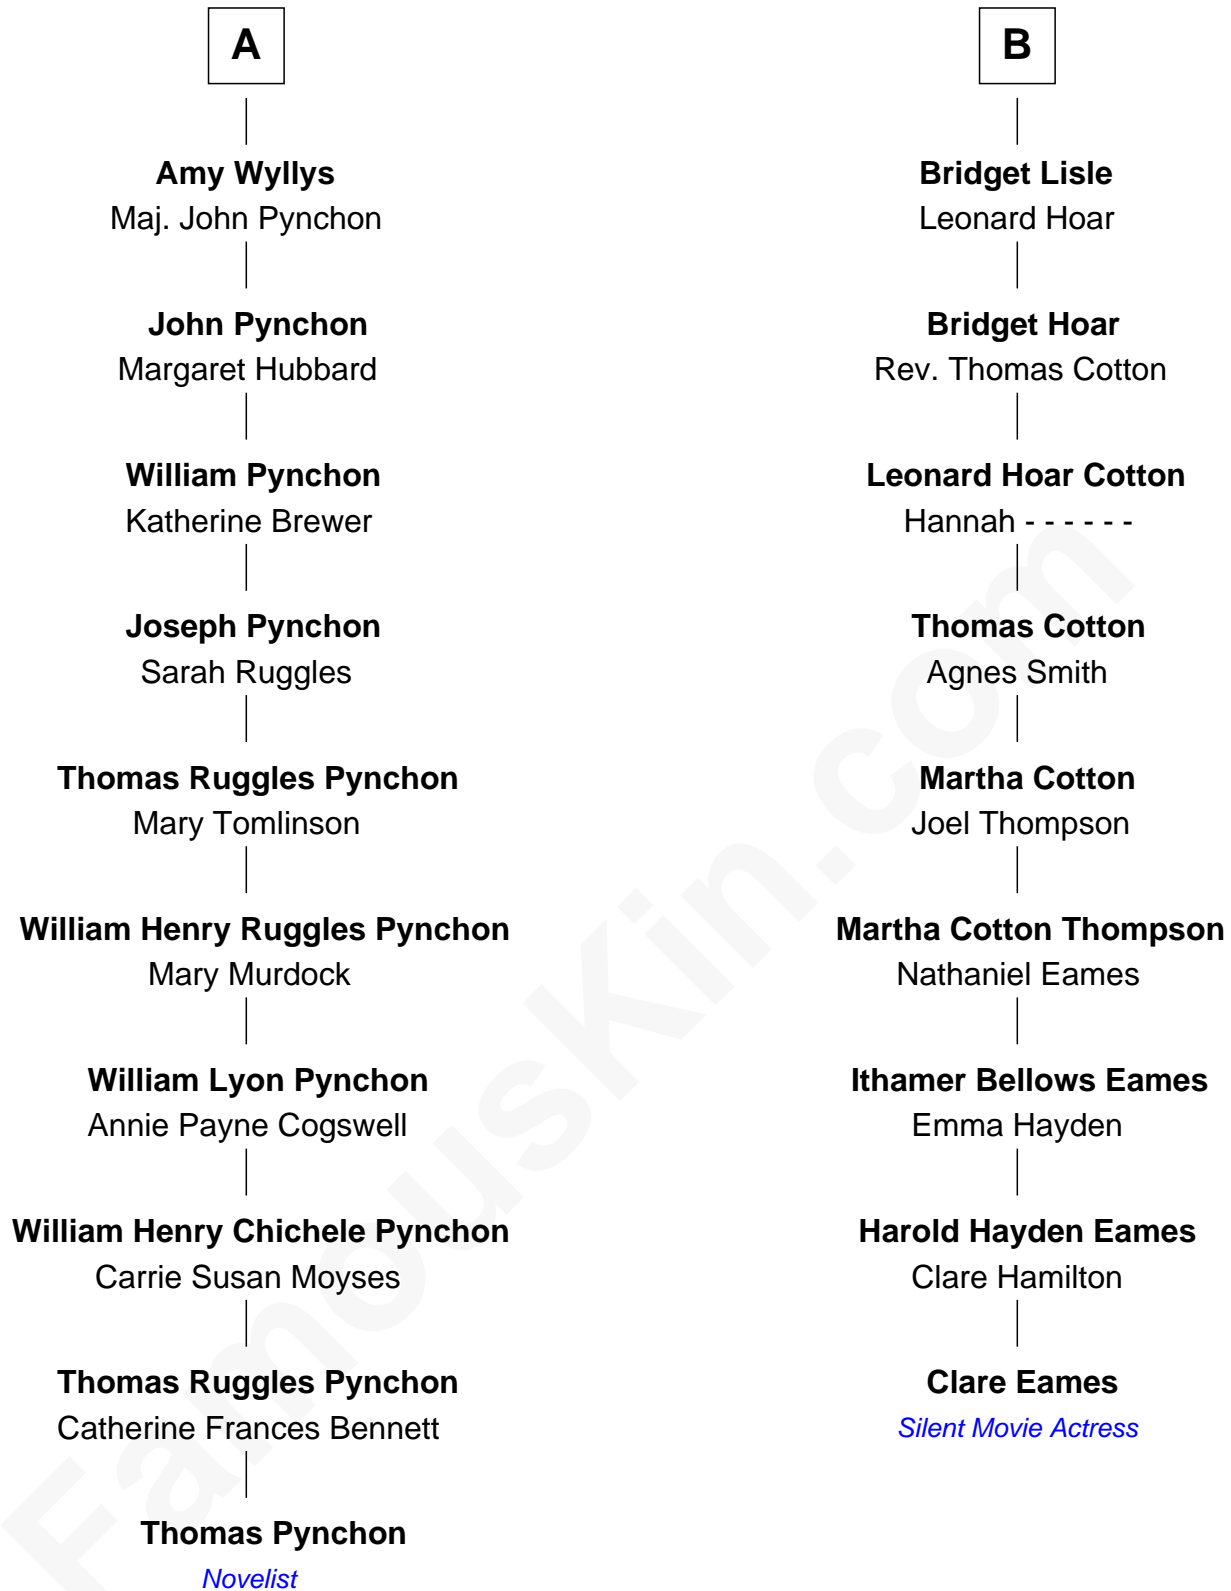 A
Amy Wyllys
Maj. John Pynchon
John Pynchon
Margaret Hubbard
William Pynchon
Katherine Brewer
Joseph Pynchon
Sarah Ruggles
Thomas Ruggles Pynchon
Mary Tomlinson
William Henry Ruggles Pynchon
Mary Murdock
William Lyon Pynchon
Annie Payne Cogswell
William Henry Chichele Pynchon
Carrie Susan Moyses
Thomas Ruggles Pynchon
Catherine Frances Bennett
Thomas Pynchon
Novelist
B
Bridget Lisle
Leonard Hoar
Bridget Hoar
Rev. Thomas Cotton
Leonard Hoar Cotton
Hannah - - - - - -
Thomas Cotton
Agnes Smith
Martha Cotton
Joel Thompson
Martha Cotton Thompson
Nathaniel Eames
Ithamer Bellows Eames
Emma Hayden
Harold Hayden Eames
Clare Hamilton
Clare Eames
Silent Movie Actress
FamousKin.com